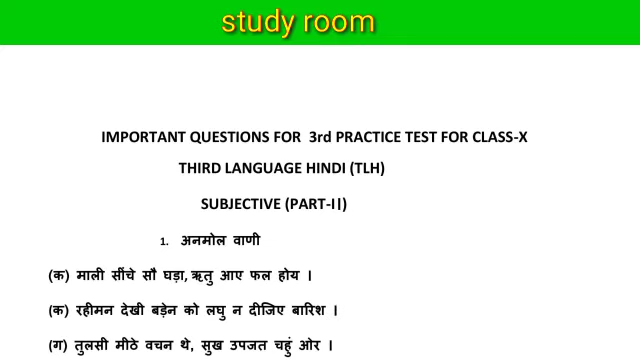 study room
IMPORTANT QUESTIONS FOR 3rd PRACTICE TEST FOR CLASS-X
THIRD LANGUAGE HINDI (TLH)
SUBJECTIVE (PART-II)
1. अनमोल वाणी
(क) माली सींचे सौ घड़ा, ऋतु आए फल होय ।
(क) रहीमन देखी बड़ेन को लघु न दीजिए बारिश ।
(ग) तुलसी मीठे वचन थे, सुख उपजत चहुं ओर ।